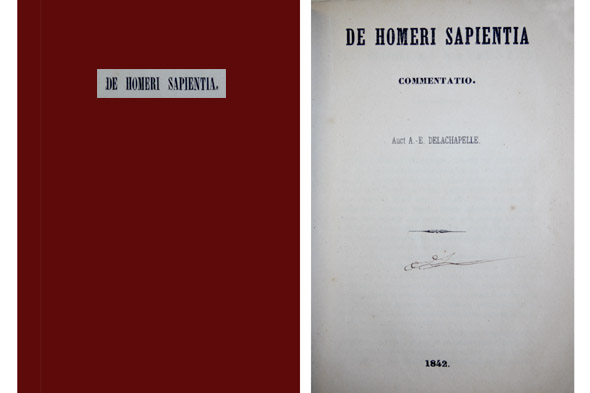 DE HOMERI SAPIENTIA.
DE HOMERI SAPIENTIA
COMMENTATIO.
Auct A.-E. DELACHAPELLE.
1842.